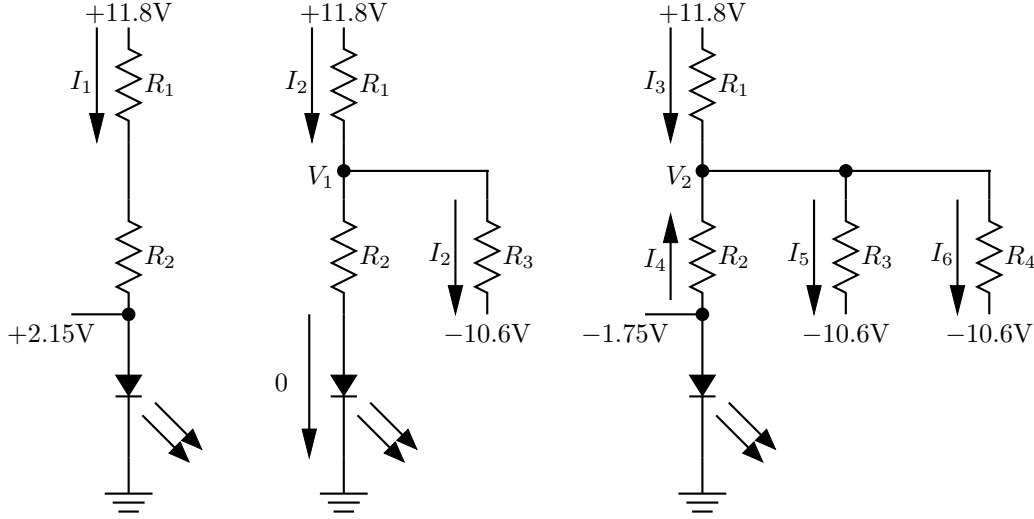 +11.8V
I1
R1
R2
+2.15V
+11.8V
I2
R1
V1
R2
I2
R3
−10.6V
0
+11.8V
I3
R1
V2
I4
R2
I5
R3
I6
R4
−1.75V
−10.6V
−10.6V